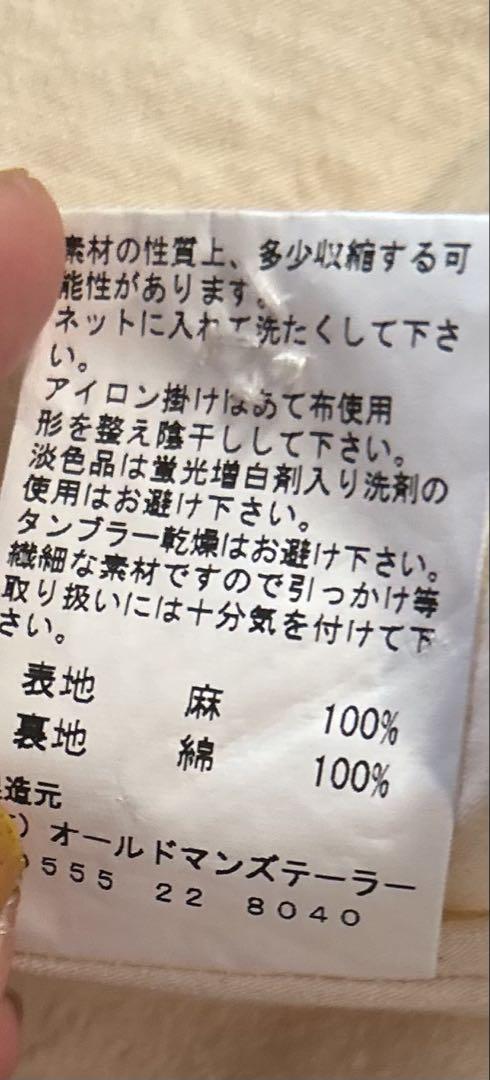 素材の性質上、多少収縮する可
能性があります。
ネットに入れて洗たくして下さ
い。
アイロン掛けはあて布使用
形を整え陰干しして下さい。
淡色品は蛍光増白剤入り洗剤の
使用はお避け下さい。
タンブラー乾燥はお避け下さい。
繊細な素材ですので引っかけ等
取り扱いには十分気を付けて下
さい。
表地 麻 100%
裏地 綿 100%
造元
）オールドマンズテーラー
0555 22 8040